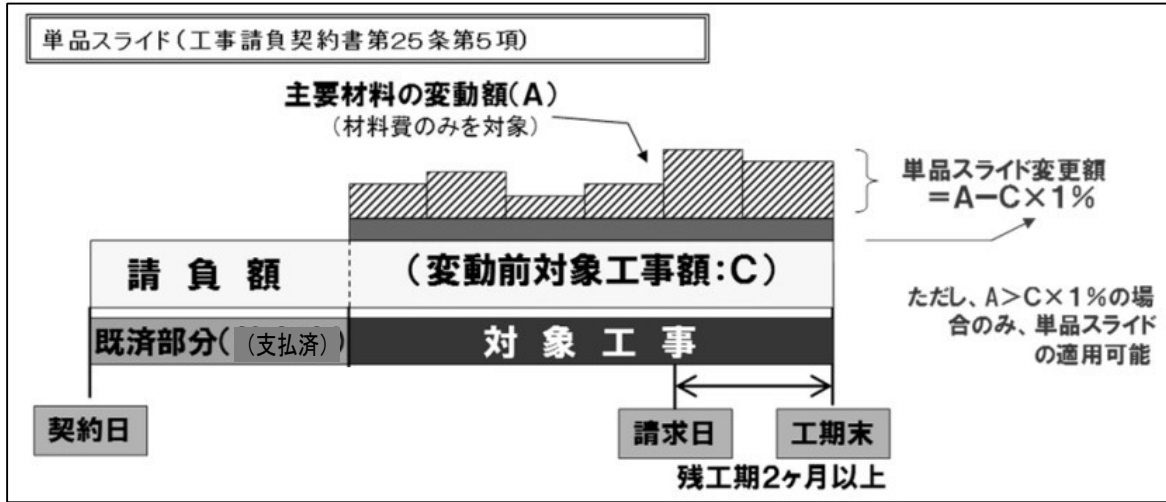 単品スライド(工事請負契約書第25条第5項)
主要材料の変動額(A)
(材料費のみを対象)
単品スライド変更額
=A-C×1%
請負額
(変動前対象工事額:C)
ただし、A>C×1%の場
合のみ、単品スライド
の適用可能
既済部分( (支払済) )
対象工事
契約日
請求日
工期末
残工期2ヶ月以上